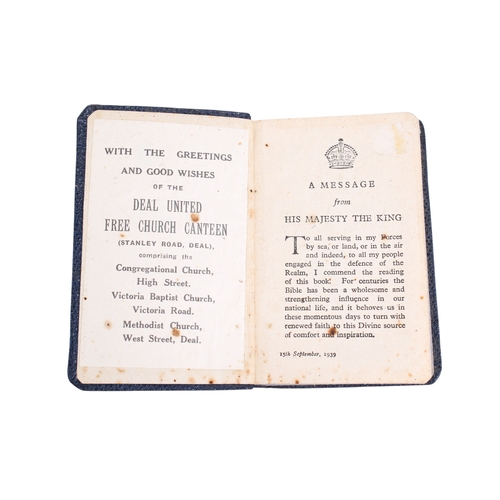 WITH THE GREETINGS
AND GOOD WISHES
OF THE
DEAL UNITED
FREE CHURCH CANTEEN
(STANLEY ROAD, DEAL),
comprising the
Congregational Church,
High Street.
Victoria Baptist Church,
Victoria Road.
Methodist Church,
West Street, Deal.
A MESSAGE
from
HIS MAJESTY THE KING
To all serving in my Forces
by sea, or land, or in the air
and indeed, to all my people
engaged in the defence of the
Realm, I commend the reading
of this book. For centuries the
Bible has been a wholesome and
strengthening influence in our
national life, and it behoves us in
these momentous days to turn with
renewed faith to this Divine source
of comfort and inspiration.
15th September, 1939